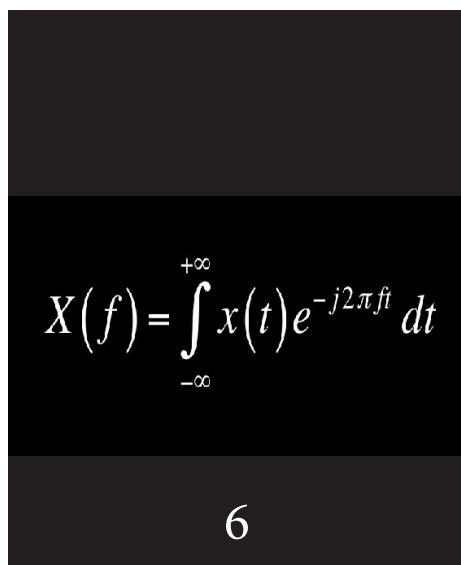 X(f) = ∫_{-∞}^{+∞} x(t)e^{-j2πft} dt
6